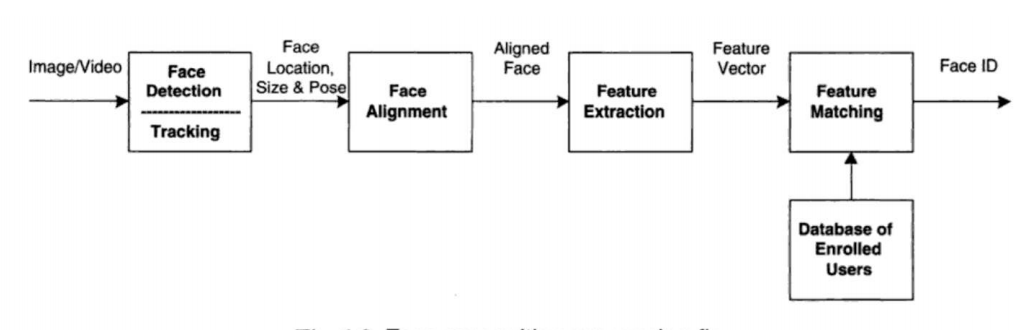 Image/Video
Face
Detection
Tracking
Face
Location,
Size & Pose
Face
Alignment
Aligned
Face
Feature
Extraction
Feature
Vector
Feature
Matching
Face ID
Database of
Enrolled
Users